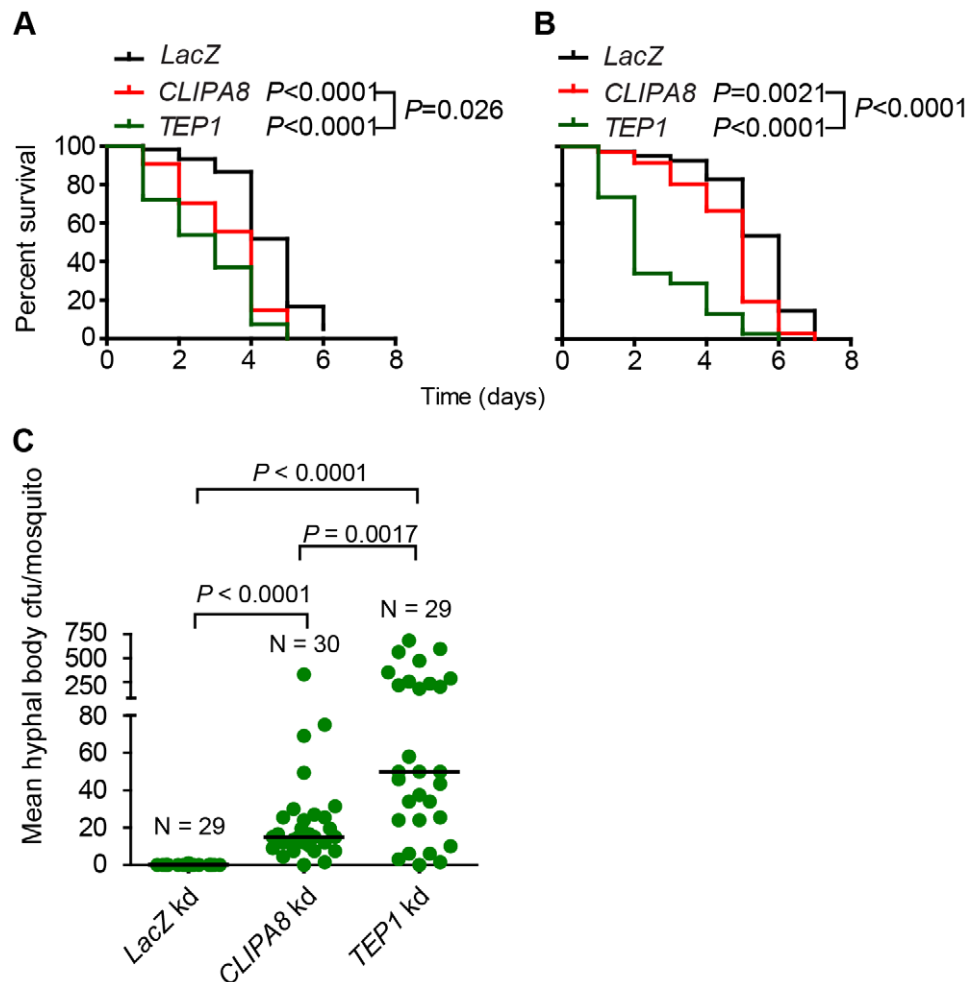 A
LacZ
CLIPA8 P<0.0001
TEP1 P<0.0001
P=0.026
Percent survival
100
80
60
40
20
0
0 2 4 6 8
B
LacZ
CLIPA8 P=0.0021
TEP1 P<0.0001
P<0.0001
0 2 4 6 8
Time (days)
C
Mean hyphal body cfu/mosquito
P < 0.0001
P = 0.0017
P < 0.0001
N = 29
N = 30
N = 29
750
500
250
80
60
40
20
0
LacZ kd
CLIPA8 kd
TEP1 kd